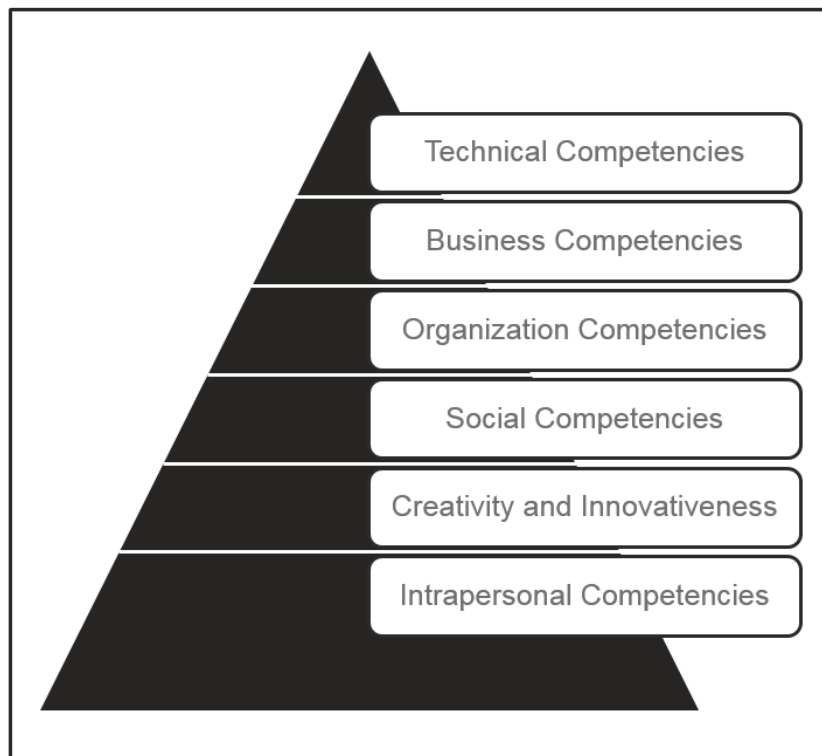 Technical Competencies
Business Competencies
Organization Competencies
Social Competencies
Creativity and Innovativeness
Intrapersonal Competencies